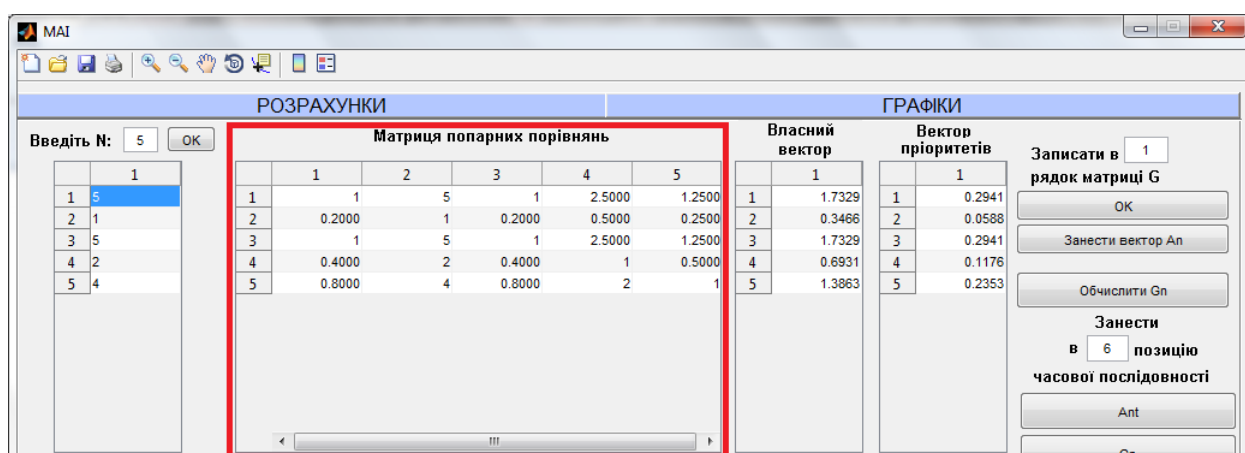 MAI
РОЗРАХУНКИ ГРАФІКИ
Введіть N: 5 OK
1
1 5
2 1
3 5
4 2
5 4
Матриця попарних порівнянь
1 2 3 4 5
1 1 5 1 2.5000 1.2500
2 0.2000 1 0.2000 0.5000 0.2500
3 1 5 1 2.5000 1.2500
4 0.4000 2 0.4000 1 0.5000
5 0.8000 4 0.8000 2 1
Власний
вектор
1
1 1.7329
2 0.3466
3 1.7329
4 0.6931
5 1.3863
Вектор
пріоритетів
1
1 0.2941
2 0.0588
3 0.2941
4 0.1176
5 0.2353
Записати в 1
рядок матриці G
OK
Занести вектор An
Обчислити Gn
Занести
в 6 позицію
часової послідовності
Ant